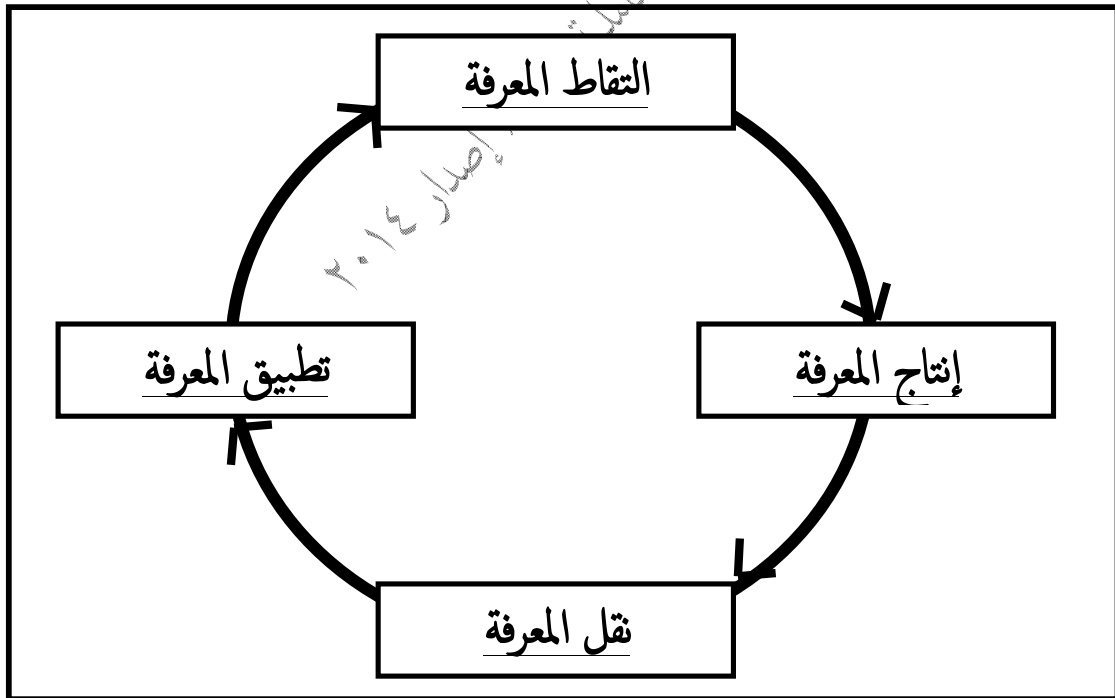 التقاط المعرفة
إنتاج المعرفة
نقل المعرفة
تطبيق المعرفة
إصدار ٢٠١٤